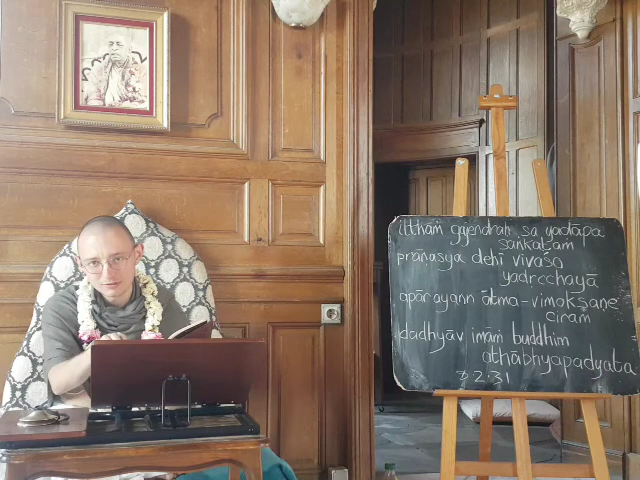 itthaṁ gajendraḥ sa yadāpa
saṅkaṭaṁ
prāṇasya dehī vivaśo
yadṛcchayā
apārayann ātma-vimokṣaṇe
ciraṁ
dadhyāv imāṁ buddhim
athābhyapadyata
8.2.31